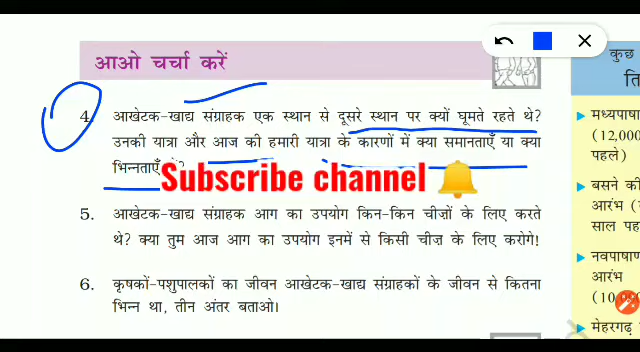 आओ चर्चा करें
4. आखेटक-खाद्य संग्राहक एक स्थान से दूसरे स्थान पर क्यों घूमते रहते थे?
उनकी यात्रा और आज की हमारी यात्रा के कारणों में क्या समानताएँ या क्या
भिन्नताएँ
Subscribe channel
5. आखेटक-खाद्य संग्राहक आग का उपयोग किन-किन चीज़ों के लिए करते
थे? क्या तुम आज आग का उपयोग इनमें से किसी चीज़ के लिए करोगे!
6. कृषकों-पशुपालकों का जीवन आखेटक-खाद्य संग्राहकों के जीवन से कितना
भिन्न था, तीन अंतर बताओ।
कुछ
ति
मध्यपाषा
(12,000
पहले)
बसने की
आरंभ (
साल पह
नवपाषाण
आरंभ
(10,0
मेहरगढ़